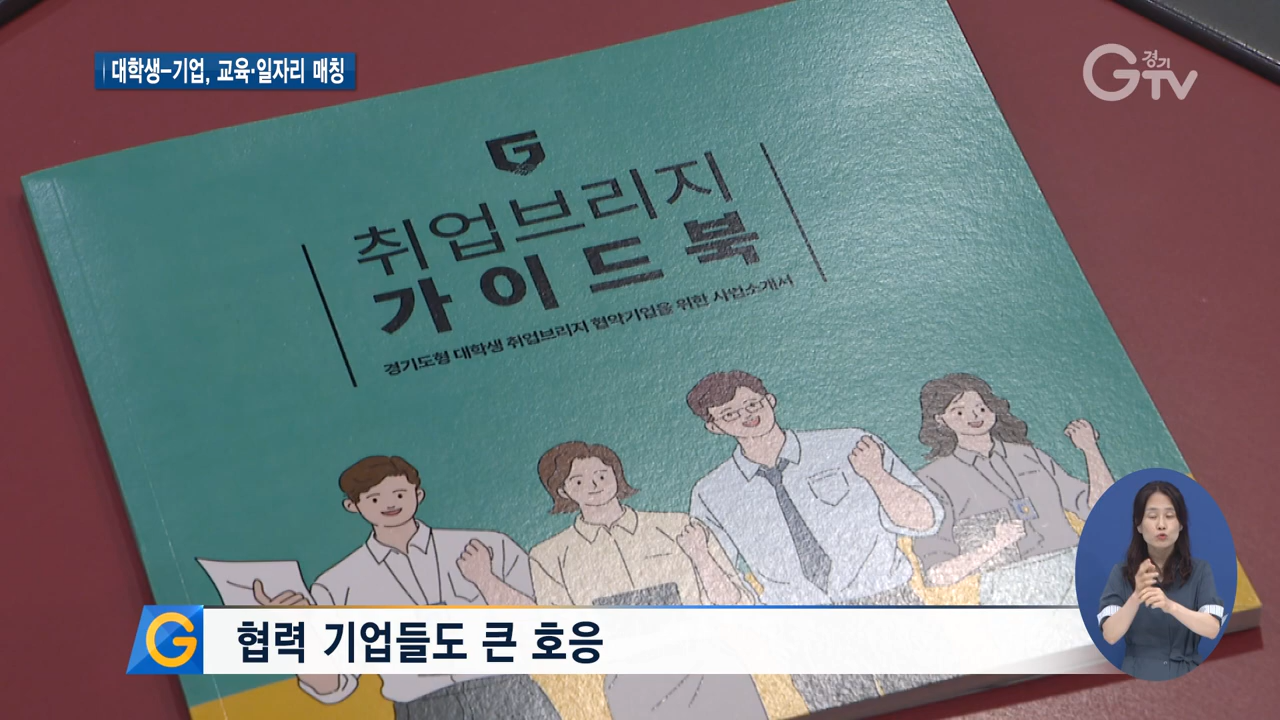 대학생-기업, 교육·일자리 매칭
경기
GTV
G
취업브리지
가이드북
경기도형 대학생 취업브리지 협약기업을 위한 사업소개서
G
협력 기업들도 큰 호응